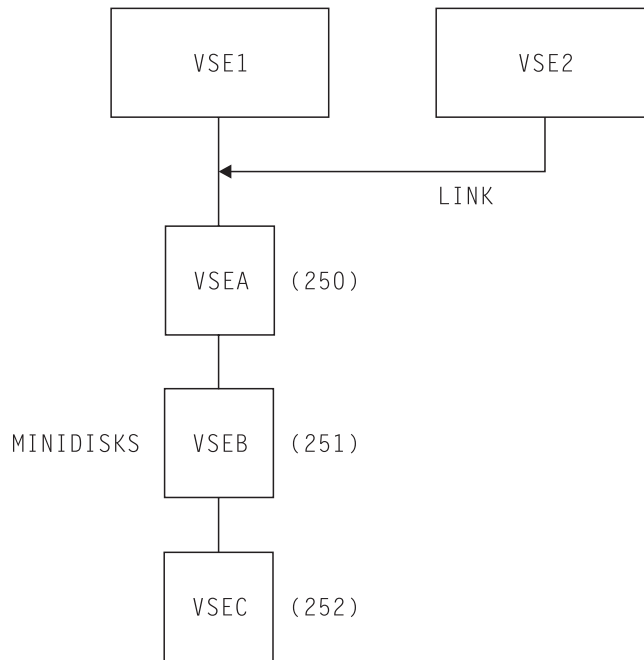 VSE1
VSE2
LINK
VSEA (250)
MINIDISKS VSEB (251)
VSEC (252)